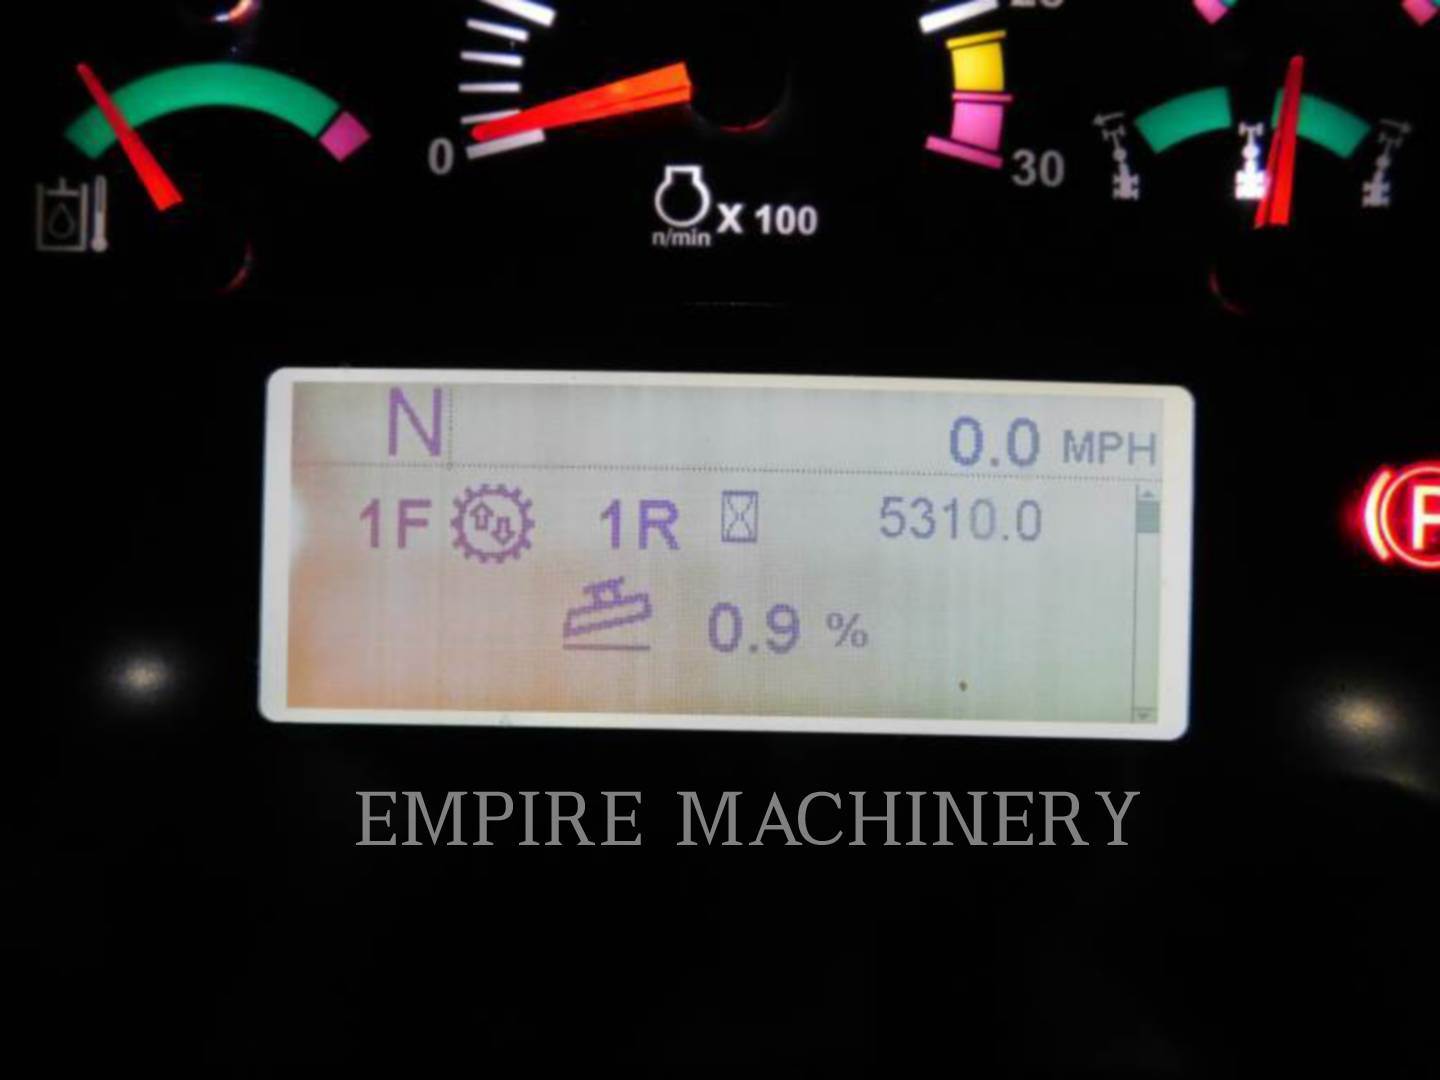 0
30
n/min X 100
N
0.0 MPH
1F 1R 5310.0
0.9 %
P
EMPIRE MACHINERY